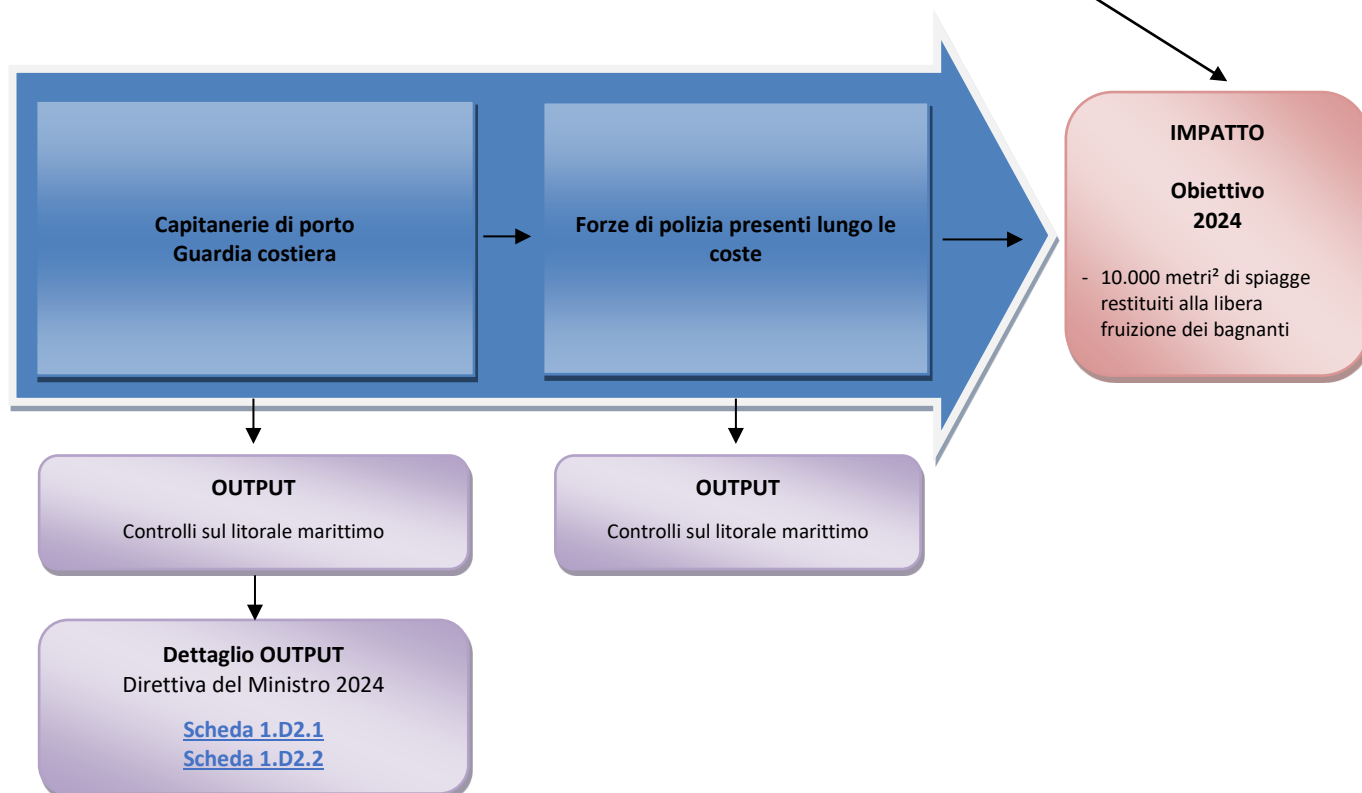 Capitanerie di porto
Guardia costiera
Forze di polizia presenti lungo le
coste
IMPATTO
Obiettivo
2024
- 10.000 metri² di spiagge
restituiti alla libera
fruizione dei bagnanti
OUTPUT
Controlli sul litorale marittimo
OUTPUT
Controlli sul litorale marittimo
Dettaglio OUTPUT
Direttiva del Ministro 2024
Scheda 1.D2.1
Scheda 1.D2.2